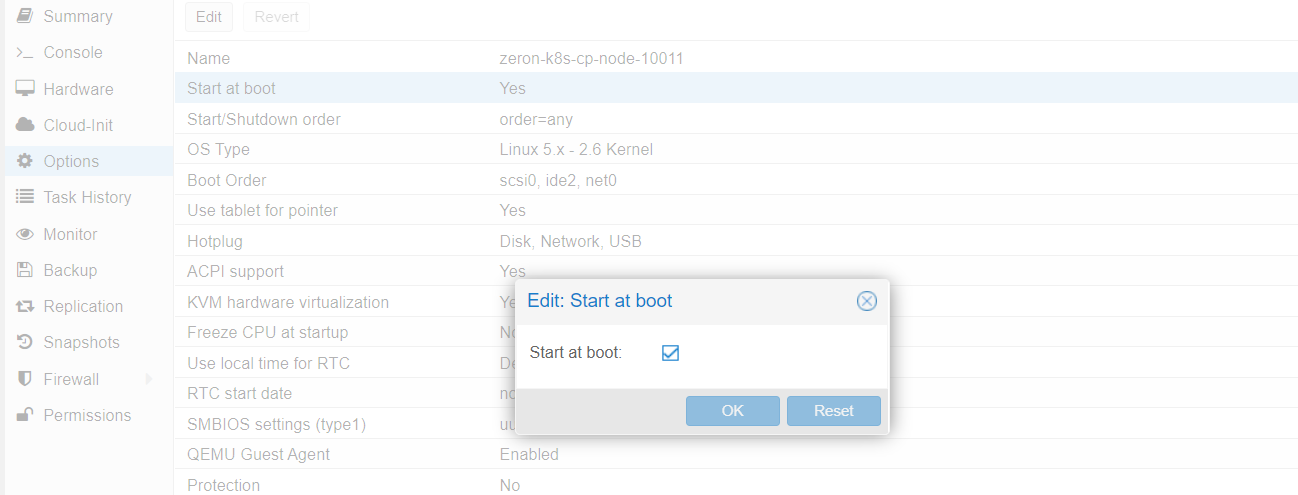 Summary
Console
Hardware
Cloud-Init
Options
Task History
Monitor
Backup
Replication
Snapshots
Firewall
Permissions
Edit Revert
Name zeron-k8s-cp-node-10011
Start at boot Yes
Start/Shutdown order order=any
OS Type Linux 5.x - 2.6 Kernel
Boot Order scsi0, ide2, net0
Use tablet for pointer Yes
Hotplug Disk, Network, USB
ACPI support Yes
KVM hardware virtualization Ye
Freeze CPU at startup No
Use local time for RTC De
RTC start date no
SMBIOS settings (type1) uu
QEMU Guest Agent Enabled
Protection No
Edit: Start at boot
Start at boot:
OK Reset